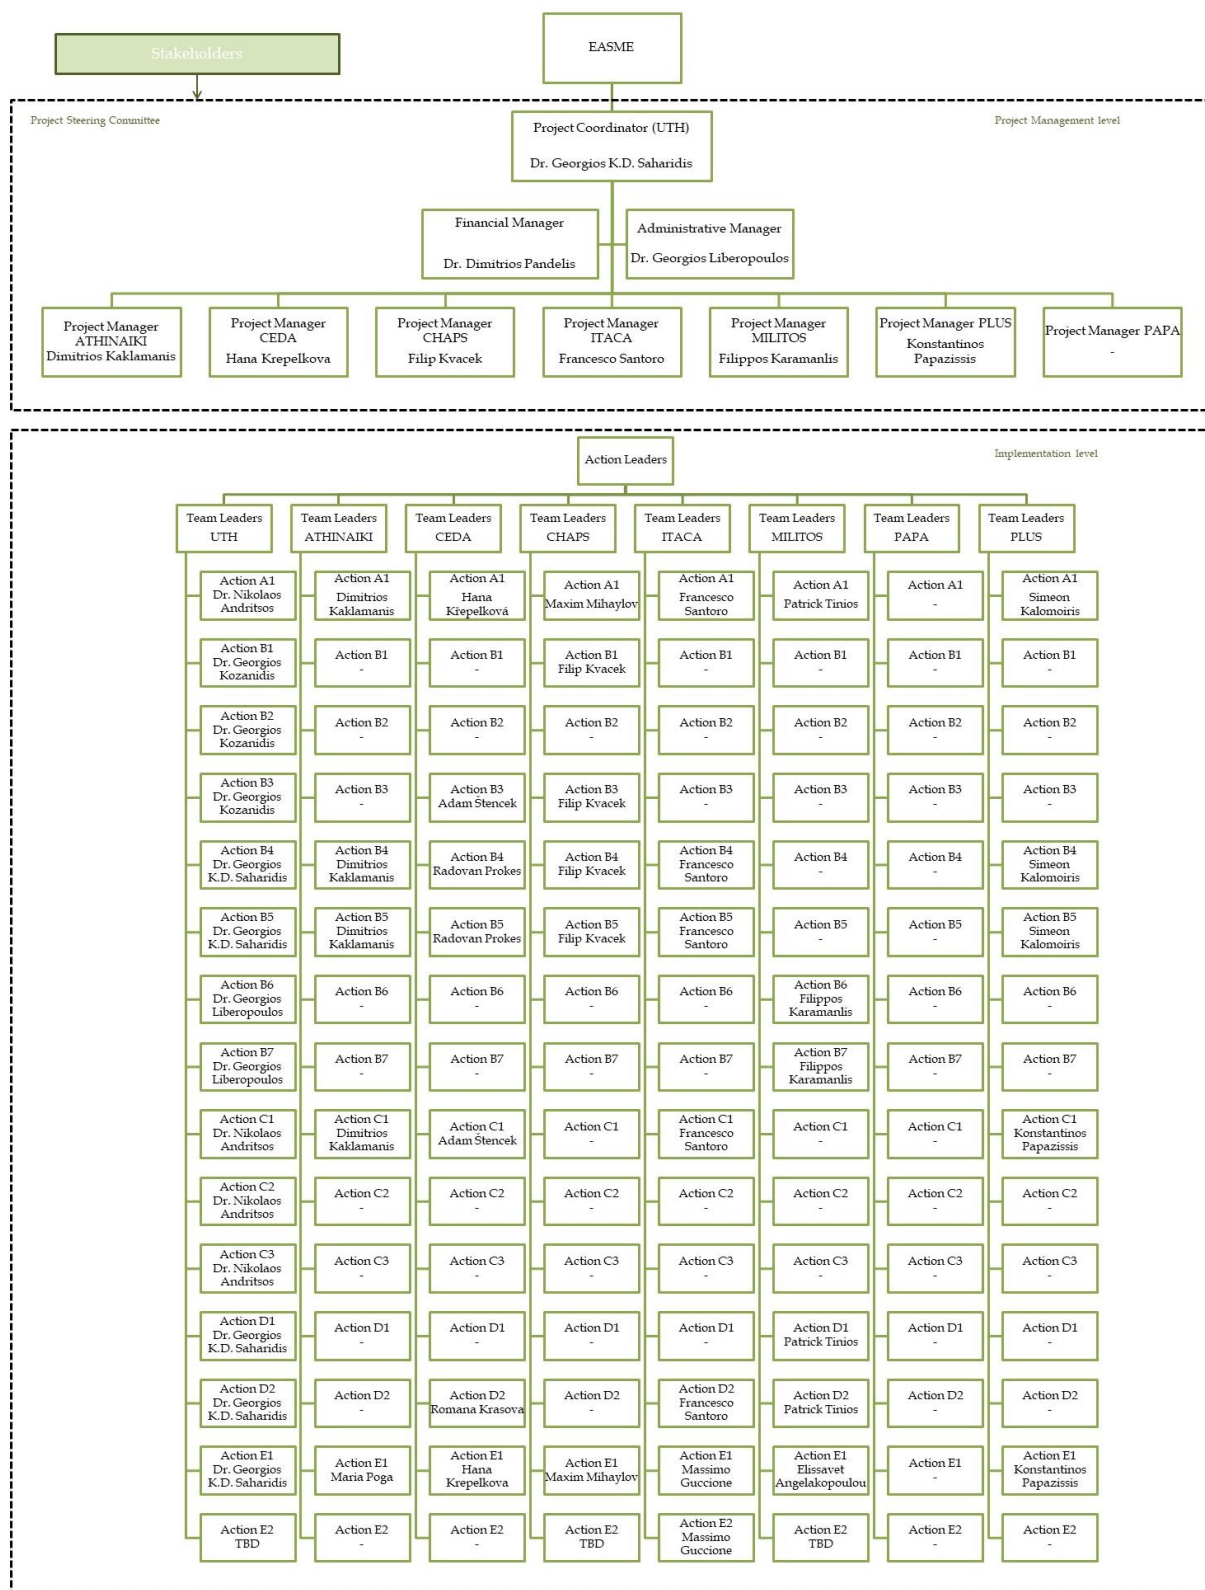 Stakeholders
EASME
Project Steering Committee
Project Management level
Project Coordinator (UTH)
Dr. Georgios K.D. Saharidis
Financial Manager
Dr. Dimitrios Pandelis
Administrative Manager
Dr. Georgios Liberopoulos
Project Manager
ATHINAIKI
Dimitrios Kaklamanis
Project Manager
CEDA
Hana Krepelkova
Project Manager
CHAPS
Filip Kvacek
Project Manager
ITACA
Francesco Santoro
Project Manager
MILITOS
Filippos Karamanlis
Project Manager PLUS
Konstantinos
Papazissis
Project Manager PAPA
-
Action Leaders
Implementation level
Team Leaders
UTH
Team Leaders
ATHINAIKI
Team Leaders
CEDA
Team Leaders
CHAPS
Team Leaders
ITACA
Team Leaders
MILITOS
Team Leaders
PAPA
Team Leaders
PLUS
Action A1
Dr. Nikolaos
Andritsos
Action A1
Dimitrios
Kaklamanis
Action A1
Hana
Křepelková
Action A1
Maxim Mihaylov
Action A1
Francesco
Santoro
Action A1
Patrick Tinios
Action A1
-
Action A1
Simeon
Kalomoiris
Action B1
Dr. Georgios
Kozanidis
Action B1
-
Action B1
-
Action B1
Filip Kvacek
Action B1
-
Action B1
-
Action B1
-
Action B1
-
Action B2
Dr. Georgios
Kozanidis
Action B2
-
Action B2
-
Action B2
-
Action B2
-
Action B2
-
Action B2
-
Action B2
-
Action B3
Dr. Georgios
Kozanidis
Action B3
-
Action B3
Adam Štencek
Action B3
Filip Kvacek
Action B3
-
Action B3
-
Action B3
-
Action B3
-
Action B4
Dr. Georgios
K.D. Saharidis
Action B4
Dimitrios
Kaklamanis
Action B4
Radovan Prokes
Action B4
Filip Kvacek
Action B4
Francesco
Santoro
Action B4
-
Action B4
-
Action B4
Simeon
Kalomoiris
Action B5
Dr. Georgios
K.D. Saharidis
Action B5
Dimitrios
Kaklamanis
Action B5
Radovan Prokes
Action B5
Filip Kvacek
Action B5
Francesco
Santoro
Action B5
-
Action B5
-
Action B5
Simeon
Kalomoiris
Action B6
Dr. Georgios
Liberopoulos
Action B6
-
Action B6
-
Action B6
-
Action B6
-
Action B6
Filippos
Karamanlis
Action B6
-
Action B6
-
Action B7
Dr. Georgios
Liberopoulos
Action B7
-
Action B7
-
Action B7
-
Action B7
-
Action B7
Filippos
Karamanlis
Action B7
-
Action B7
-
Action C1
Dr. Nikolaos
Andritsos
Action C1
Dimitrios
Kaklamanis
Action C1
Adam Štencek
Action C1
-
Action C1
Francesco
Santoro
Action C1
-
Action C1
-
Action C1
Konstantinos
Papazissis
Action C2
Dr. Nikolaos
Andritsos
Action C2
-
Action C2
-
Action C2
-
Action C2
-
Action C2
-
Action C2
-
Action C2
-
Action C3
Dr. Nikolaos
Andritsos
Action C3
-
Action C3
-
Action C3
-
Action C3
-
Action C3
-
Action C3
-
Action C3
-
Action D1
Dr. Georgios
K.D. Saharidis
Action D1
-
Action D1
-
Action D1
-
Action D1
-
Action D1
Patrick Tinios
Action D1
-
Action D1
-
Action D2
Dr. Georgios
K.D. Saharidis
Action D2
-
Action D2
Romana Krasova
Action D2
-
Action D2
Francesco
Santoro
Action D2
Patrick Tinios
Action D2
-
Action D2
-
Action E1
Dr. Georgios
K.D. Saharidis
Action E1
Maria Poga
Action E1
Hana
Krepelkova
Action E1
Maxim Mihaylov
Action E1
Massimo
Guccione
Action E1
Elissavet
Angelakopoulou
Action E1
-
Action E1
Konstantinos
Papazissis
Action E2
TBD
Action E2
-
Action E2
-
Action E2
TBD
Action E2
Massimo
Guccione
Action E2
TBD
Action E2
-
Action E2
-